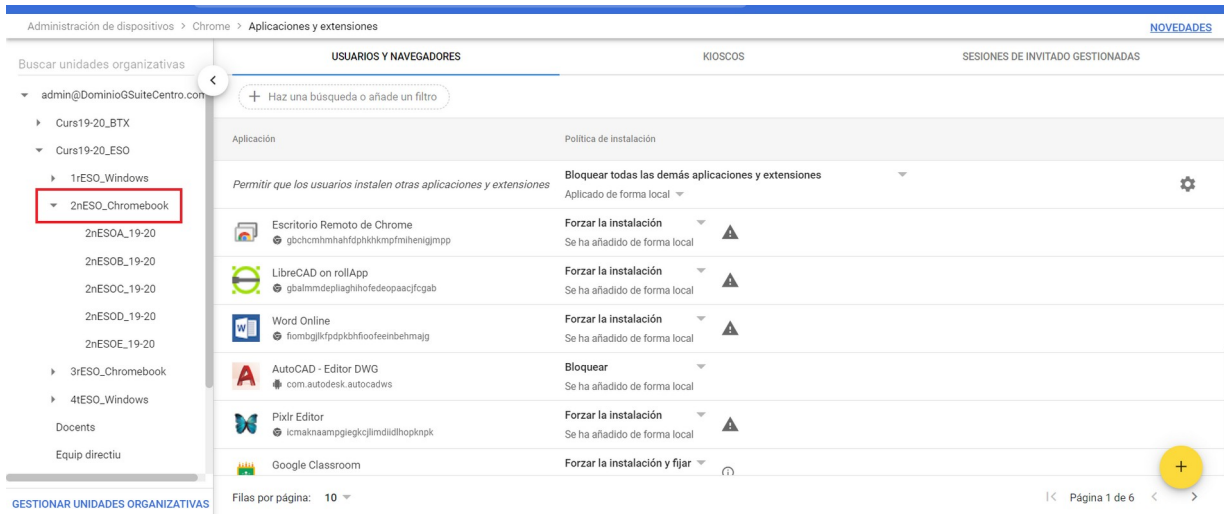 Administración de dispositivos > Chrome > Aplicaciones y extensiones
NOVEDADES
Buscar unidades organizativas
admin@DominioGSuiteCentro.com
Curs19-20_BTX
Curs19-20_ESO
1rESO_Windows
2nESO_Chromebook
2nESOA_19-20
2nESOB_19-20
2nESOC_19-20
2nESOD_19-20
2nESOE_19-20
3rESO_Chromebook
4tESO_Windows
Docents
Equip directiu
GESTIONAR UNIDADES ORGANIZATIVAS
USUARIOS Y NAVEGADORES
KIOSCOS
SESIONES DE INVITADO GESTIONADAS
+ Haz una búsqueda o añade un filtro
Aplicación
Política de instalación
Permitir que los usuarios instalen otras aplicaciones y extensiones
Bloquear todas las demás aplicaciones y extensiones
Aplicado de forma local
Escritorio Remoto de Chrome
gbchcmhmhahfdphkhkmpfmihenigjmpp
Forzar la instalación
Se ha añadido de forma local
LibreCAD on rollApp
gbalmmdepliaghihofedeopaacjfcgab
Forzar la instalación
Se ha añadido de forma local
Word Online
fiombgjlkfpdpkbhfioofeeinbehmajg
Forzar la instalación
Se ha añadido de forma local
AutoCAD - Editor DWG
com.autodesk.autocadws
Bloquear
Se ha añadido de forma local
Pixlr Editor
icmaknaampgiegkcjlimdiidlhopknpk
Forzar la instalación
Se ha añadido de forma local
Google Classroom
Forzar la instalación y fijar
Filas por página: 10
Página 1 de 6